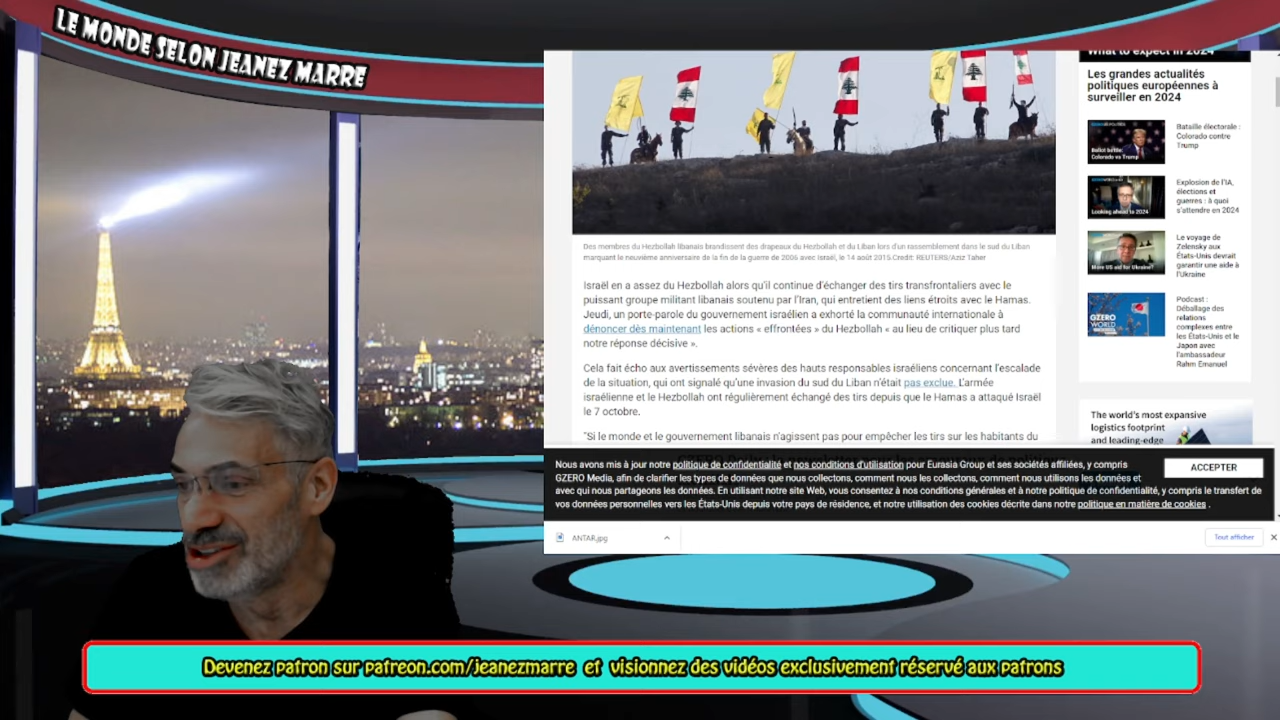 LE MONDE SELON JEANEZ MARRE
What to expect in 2024
Les grandes actualités
politiques européennes à
surveiller en 2024
Ballot battle:
Colorado vs Trump
Bataille électorale :
Colorado contre
Trump
Looking ahead to 2024
Explosion de l'IA,
élections et
guerres : à quoi
s'attendre en 2024
More US aid for Ukraine?
Le voyage de
Zelensky aux
États-Unis devrait
garantir une aide à
l'Ukraine
GZERO
WORLD
Podcast :
Déballage des
relations
complexes entre
les États-Unis et le
Japon avec
l'ambassadeur
Rahm Emanuel
Des membres du Hezbollah libanais brandissent des drapeaux du Hezbollah et du Liban lors d'un rassemblement dans le sud du Liban
marquant le neuvième anniversaire de la fin de la guerre de 2006 avec Israël, le 14 août 2015.Credit: REUTERS/Aziz Taher
Israël en a assez du Hezbollah alors qu'il continue d'échanger des tirs transfrontaliers avec le
puissant groupe militant libanais soutenu par l'Iran, qui entretient des liens étroits avec le Hamas.
Jeudi, un porte-parole du gouvernement israélien a exhorté la communauté internationale à
dénoncer dès maintenant les actions « effrontées » du Hezbollah « au lieu de critiquer plus tard
notre réponse décisive ».
Cela fait écho aux avertissements sévères des hauts responsables israéliens concernant l'escalade
de la situation, qui ont signalé qu'une invasion du sud du Liban n'était pas exclue. L'armée
israélienne et le Hezbollah ont régulièrement échangé des tirs depuis que le Hamas a attaqué Israël
le 7 octobre.
"Si le monde et le gouvernement libanais n'agissent pas pour empêcher les tirs sur les habitants du
The world's most expansive
logistics footprint
and leading-edge
Nous avons mis à jour notre politique de confidentialité et nos conditions d'utilisation pour Eurasia Group et ses sociétés affiliées, y compris
GZERO Media, afin de clarifier les types de données que nous collectons, comment nous les collectons, comment nous utilisons les données et
avec qui nous partageons les données. En utilisant notre site Web, vous consentez à nos conditions générales et à notre politique de confidentialité, y compris le transfert de
vos données personnelles vers les États-Unis depuis votre pays de résidence, et notre utilisation des cookies décrite dans notre politique en matière de cookies .
ACCEPTER
ANTAR.jpg
Tout afficher
Devenez patron sur patreon.com/jeanezmarre et visionnez des vidéos exclusivement réservé aux patrons